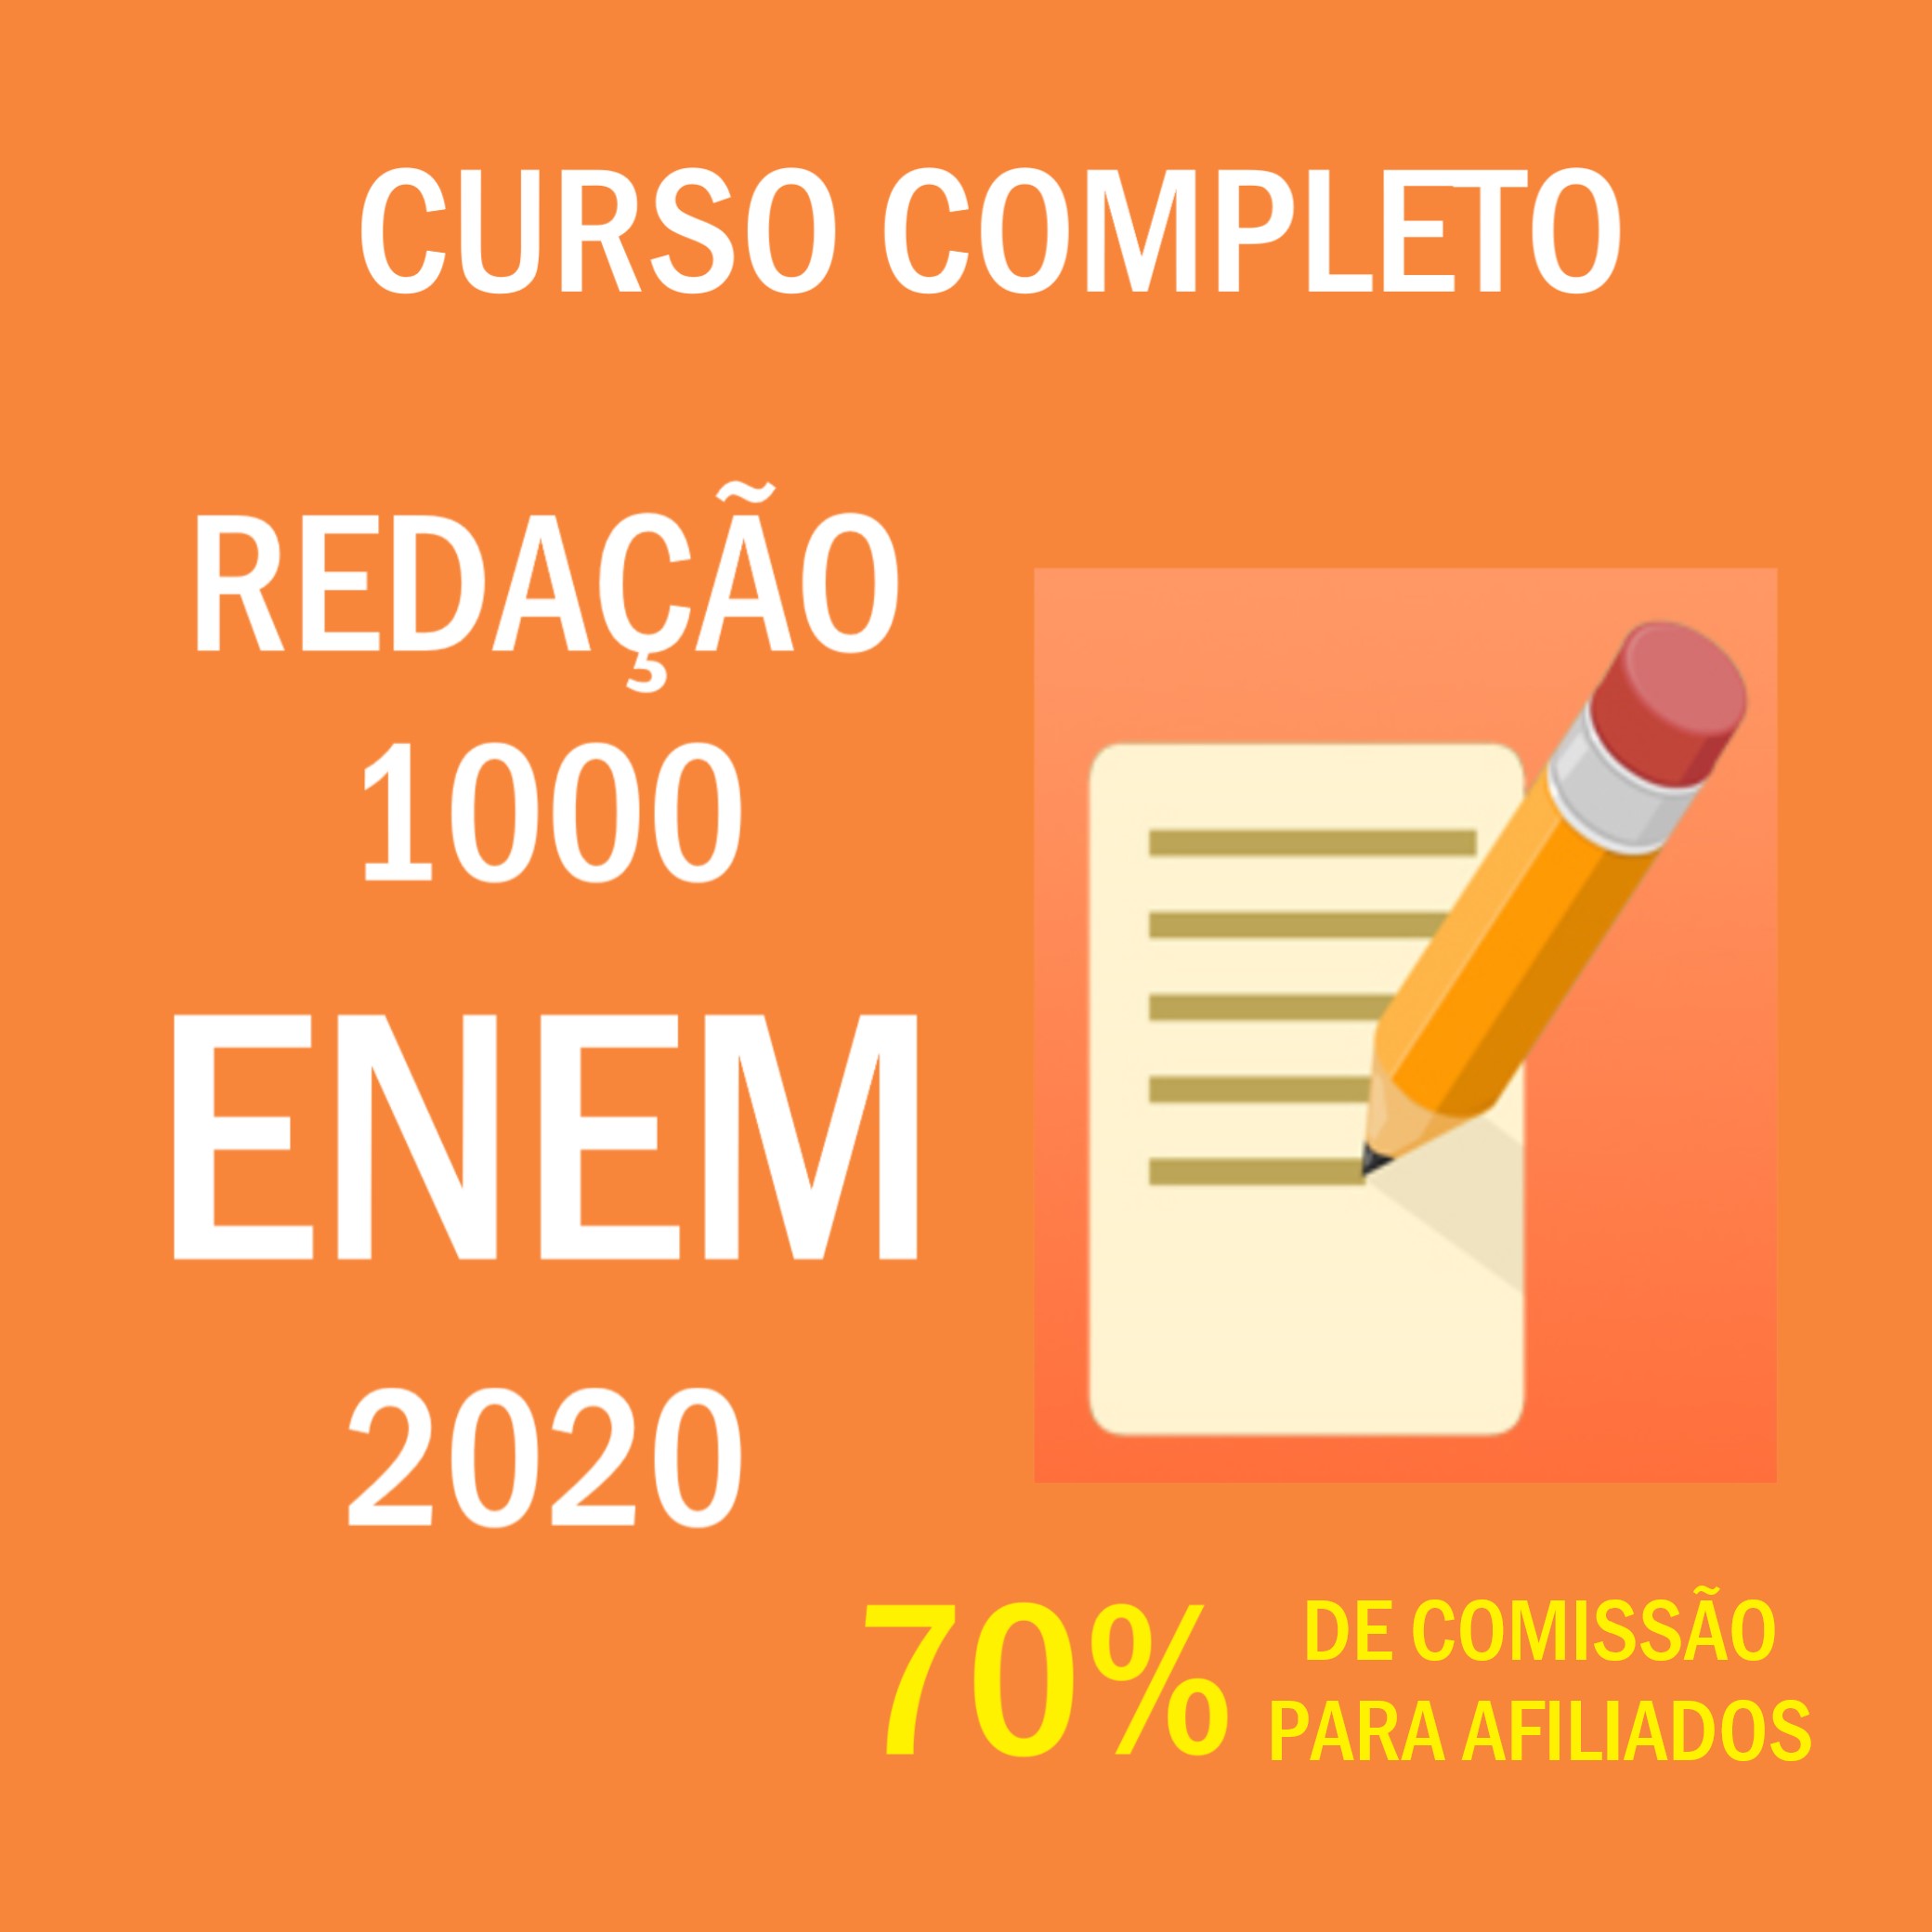 CURSO COMPLETO
REDAÇÃO
1000
ENEM
2020
70%
DE COMISSÃO
PARA AFILIADOS